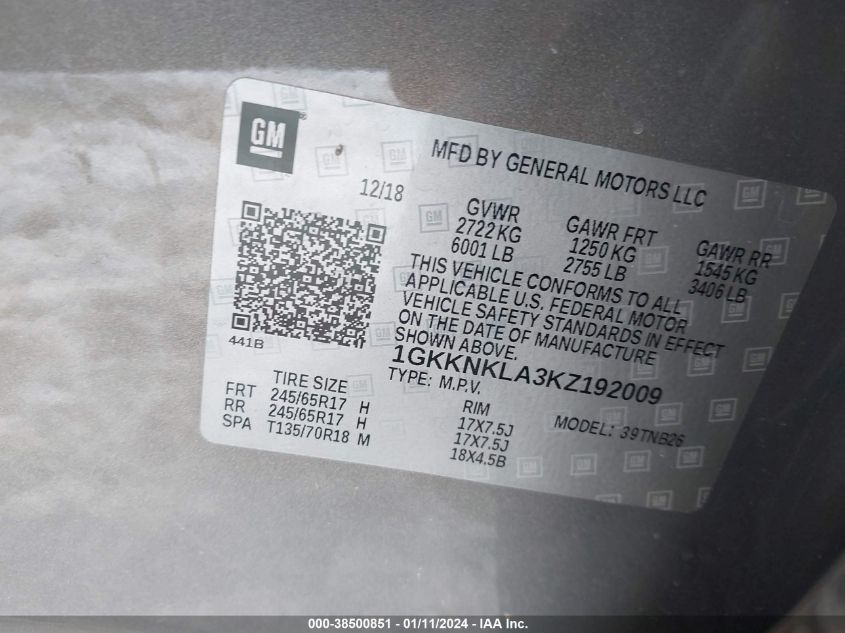 GM
MFD BY GENERAL MOTORS LLC
12/18
GVWR GAWR FRT GAWR RR
2722 KG 1250 KG 1545 KG
6001 LB 2755 LB 3406 LB
THIS VEHICLE CONFORMS TO ALL
APPLICABLE U.S. FEDERAL MOTOR
VEHICLE SAFETY STANDARDS IN EFFECT
ON THE DATE OF MANUFACTURE
SHOWN ABOVE.
441B
1GKKNKLA3KZ192009
TYPE: M.P.V.
MODEL: 39TNB26
TIRE SIZE RIM
FRT 245/65R17 H 17X7.5J
RR 245/65R17 H 17X7.5J
SPA T135/70R18 M 18X4.5B
000-38500851 - 01/11/2024 - IAA Inc.